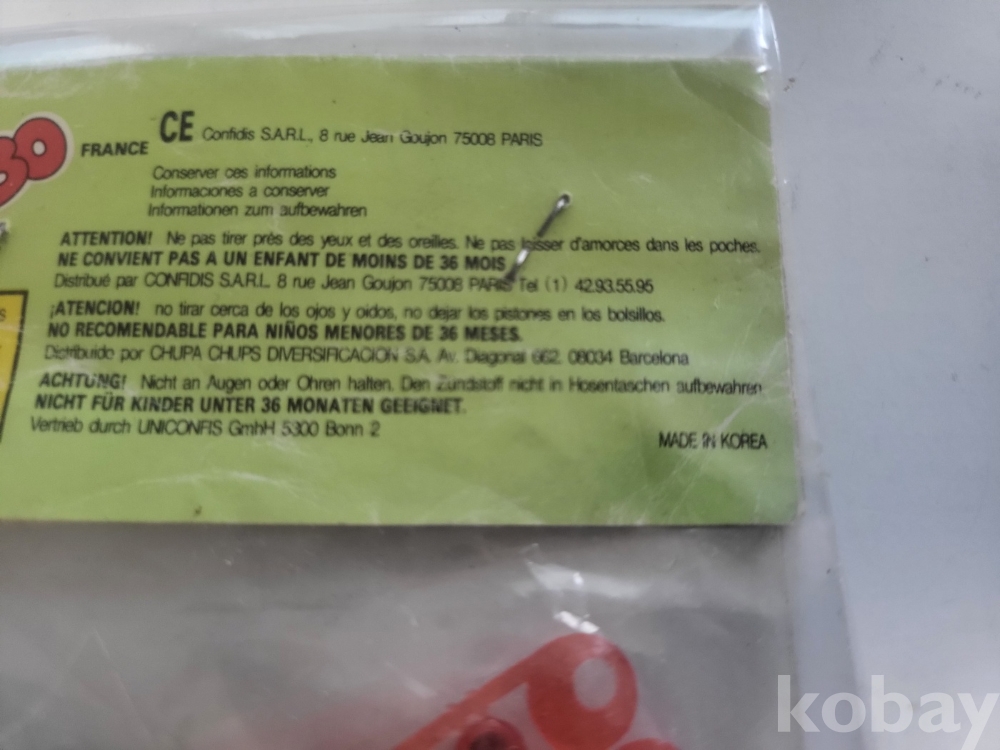 BO
FRANCE CE Confidis S.A.R.L., 8 rue Jean Goujon 75008 PARIS
Conserver ces informations
Informaciones a conserver
Informationen zum aufbewahren
ATTENTION! Ne pas tirer près des yeux et des oreilles. Ne pas laisser d'amorces dans les poches.
NE CONVIENT PAS A UN ENFANT DE MOINS DE 36 MOIS
Distribué par CONFIDIS S.A.R.L. 8 rue Jean Goujon 75008 PARIS Tel (1) 42.93.55.95
¡ATENCION! no tirar cerca de los ojos y oidos, no dejar los pistones en los bolsillos.
NO RECOMENDABLE PARA NIÑOS MENORES DE 36 MESES.
Distribuido por CHUPA CHUPS DIVERSIFICACION S.A. Av. Diagonal 662. 08034 Barcelona
ACHTUNG! Nicht an Augen oder Ohren halten. Den Zündstoff nicht in Hosentaschen aufbewahren
NICHT FÜR KINDER UNTER 36 MONATEN GEEIGNET.
Vertrieb durch UNICONFIS GmbH 5300 Bonn 2
MADE IN KOREA
kobay